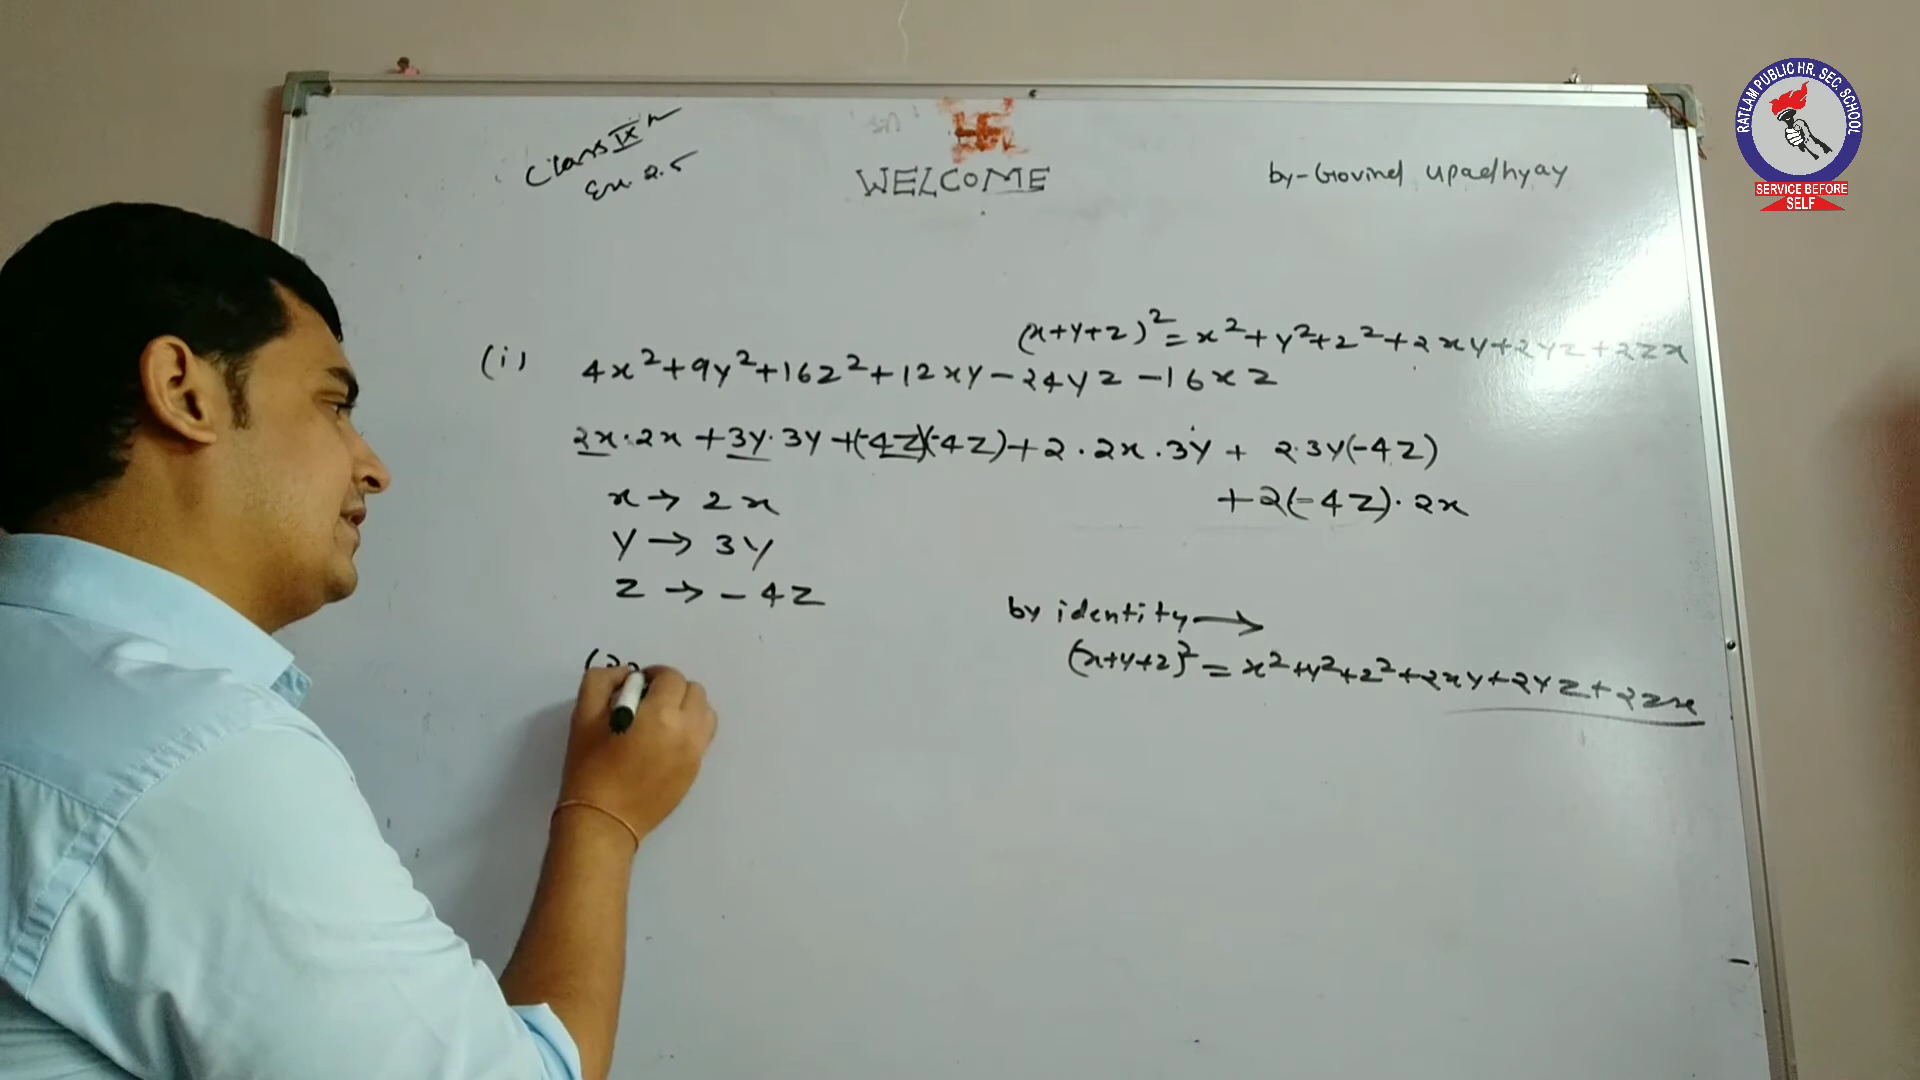 Class IX
Ex. 2.5
WELCOME
by-Govind Upadhyay
RATLAM PUBLIC HR. SEC. SCHOOL
SERVICE BEFORE
SELF
(x+y+z)²=x²+y²+z²+2xy+2yz+2zx
(i) 4x²+9y²+16z²+12xy-24yz-16xz
2x·2x+3y·3y+(-4z)(-4z)+2·2x·3y+ 2·3y(-4z)
+2(-4z)·2x
x→2x
y→3y
z→-4z
by identity→
(x+y+z)²=x²+y²+z²+2xy+2yz+2zx
(2x